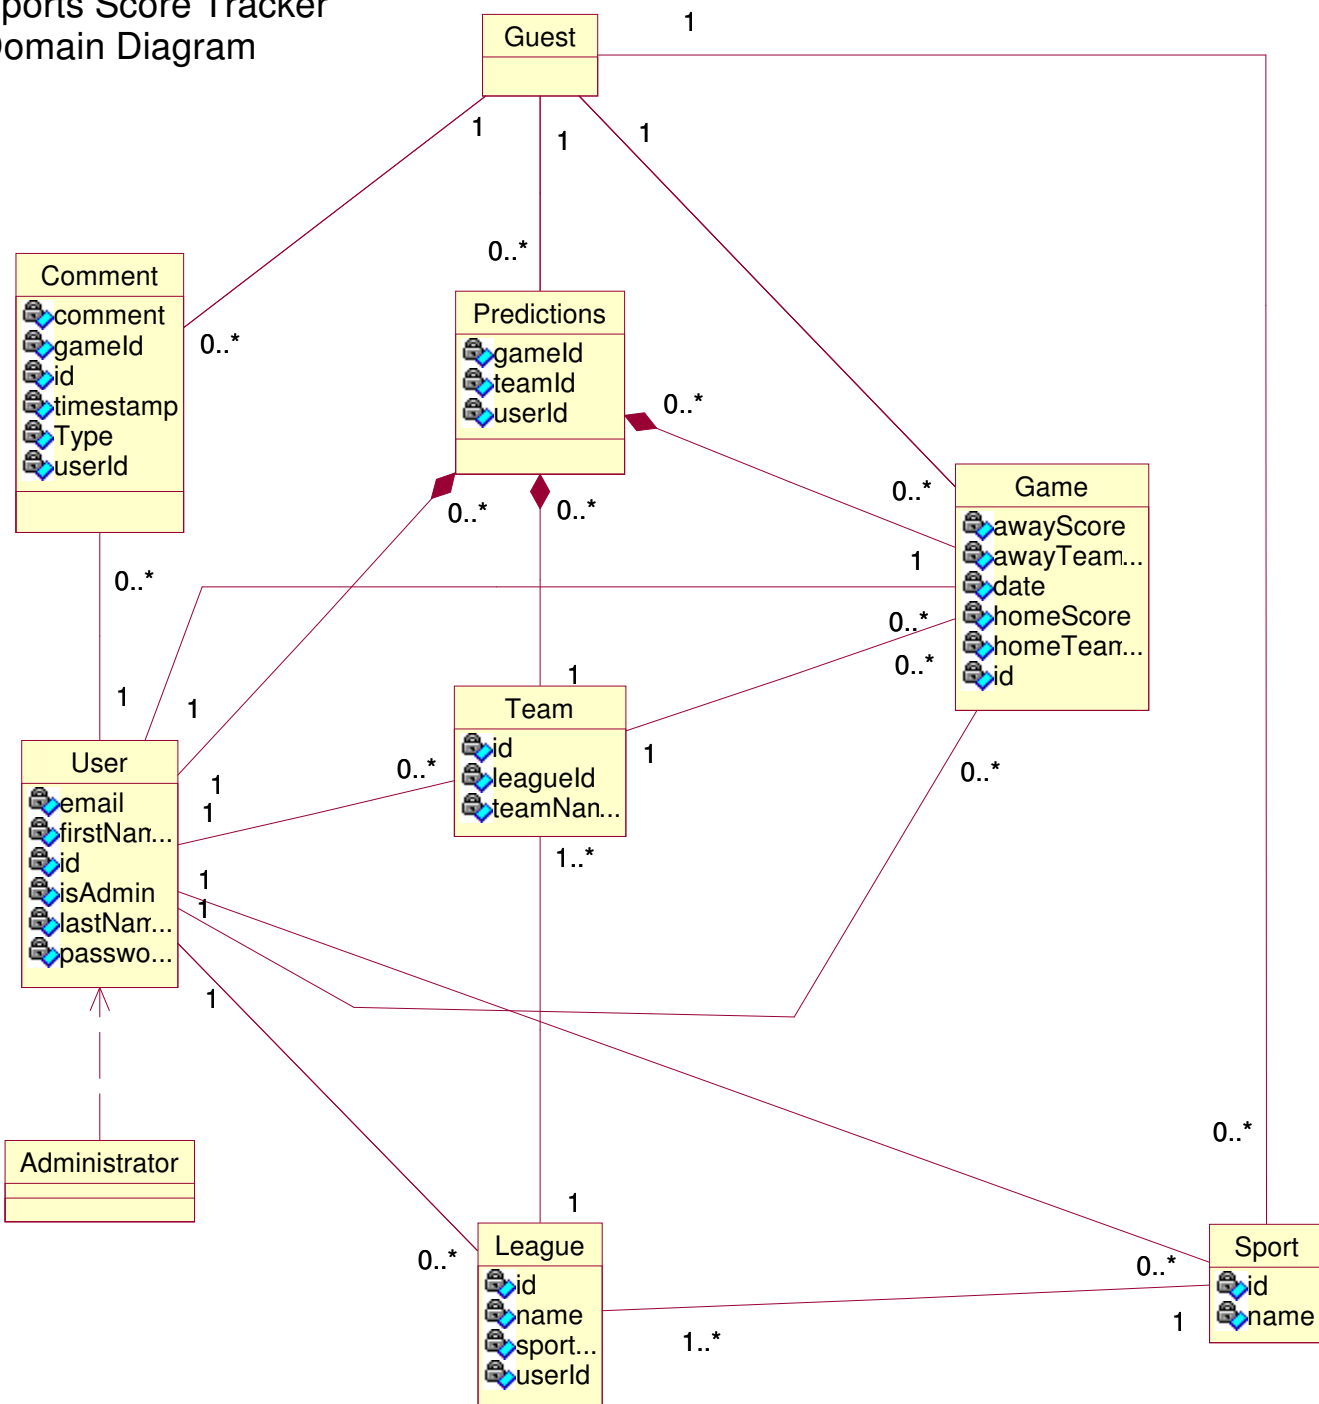 ports Score Tracker
Domain Diagram
1
Guest
1
1
1
0..*
0..*
Comment
comment
gameId
id
timestamp
Type
userId
Predictions
gameId
teamId
userId
0..*
0..*
0..*
0..*
Game
awayScore
awayTeam...
date
homeScore
homeTean...
id
1
0..*
0..*
0..*
1
1
1
1
0..*
1
1
0..*
Team
id
leagueId
teamNan...
1..*
User
email
firstNan...
id
isAdmin
lastNan...
passwo...
1
1
1
Administrator
0..*
1
0..*
League
id
name
sport...
userId
1..*
0..*
1
Sport
id
name